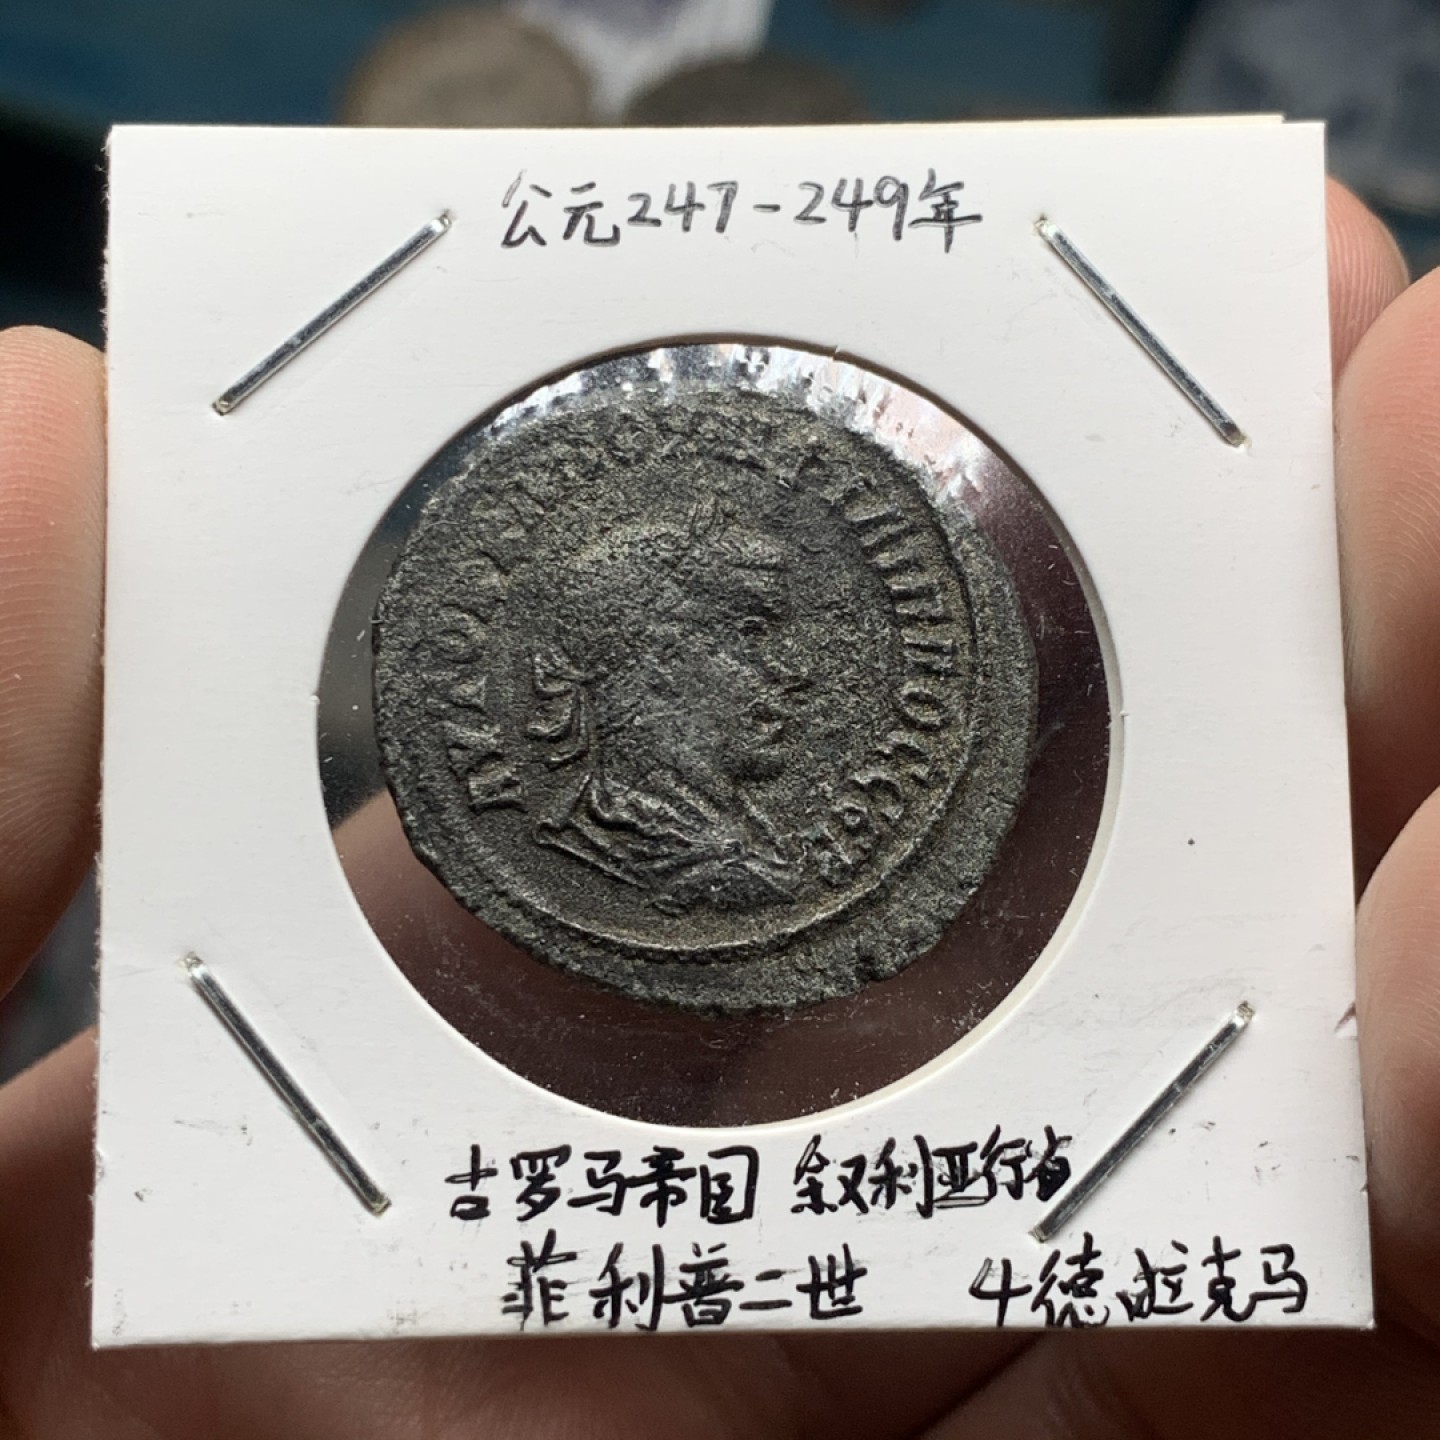 公元247-249年
古罗马帝国 叙利亚行省
菲利普二世 4德拉克马